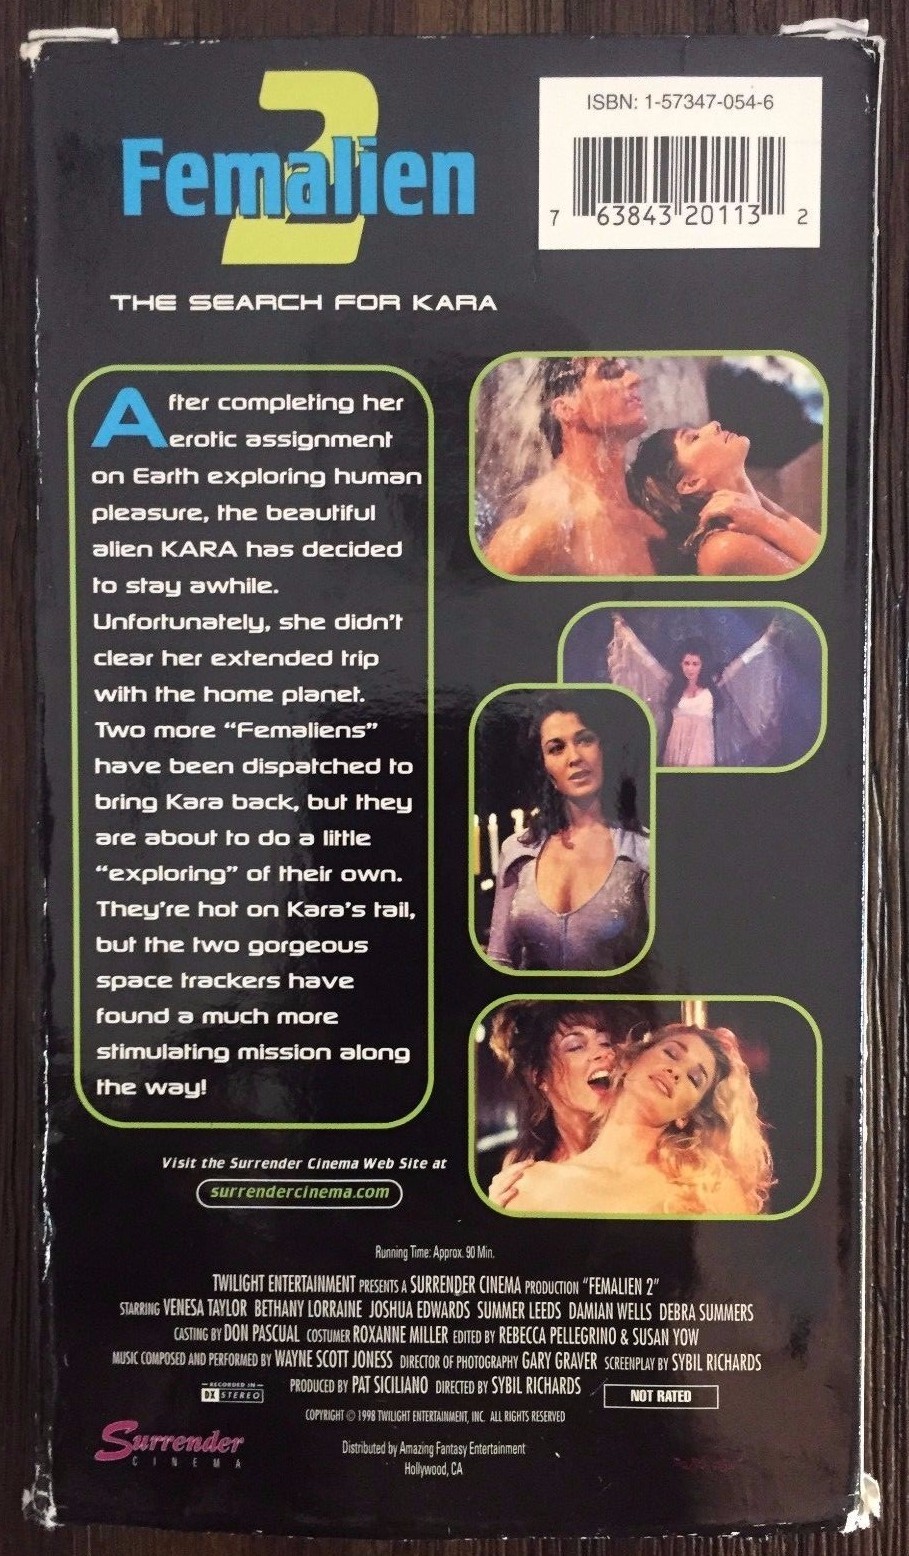 2
Femalien
ISBN: 1-57347-054-6
7 63843 20113 2
THE SEARCH FOR KARA
After completing her
erotic assignment
on Earth exploring human
pleasure, the beautiful
alien KARA has decided
to stay awhile.
Unfortunately, she didn't
clear her extended trip
with the home planet.
Two more “Femaliens”
have been dispatched to
bring Kara back, but they
are about to do a little
“exploring” of their own.
They're hot on Kara's tail,
but the two gorgeous
space trackers have
found a much more
stimulating mission along
the way!
Visit the Surrender Cinema Web Site at
surrendercinema.com
Running Time: Approx. 90 Min.
TWILIGHT ENTERTAINMENT PRESENTS A SURRENDER CINEMA PRODUCTION “FEMALIEN 2”
STARRING VENESA TAYLOR BETHANY LORRAINE JOSHUA EDWARDS SUMMER LEEDS DAMIAN WELLS DEBRA SUMMERS
CASTING BY DON PASCUAL COSTUMER ROXANNE MILLER EDITED BY REBECCA PELLEGRINO & SUSAN YOW
MUSIC COMPOSED AND PERFORMED BY WAYNE SCOTT JONESS DIRECTOR OF PHOTOGRAPHY GARY GRAVER SCREENPLAY BY SYBIL RICHARDS
PRODUCED BY PAT SICILIANO DIRECTED BY SYBIL RICHARDS
RECORDED IN
DX STEREO
NOT RATED
COPYRIGHT © 1998 TWILIGHT ENTERTAINMENT, INC. ALL RIGHTS RESERVED
Surrender
CINEMA
Distributed by Amazing Fantasy Entertainment
Hollywood, CA